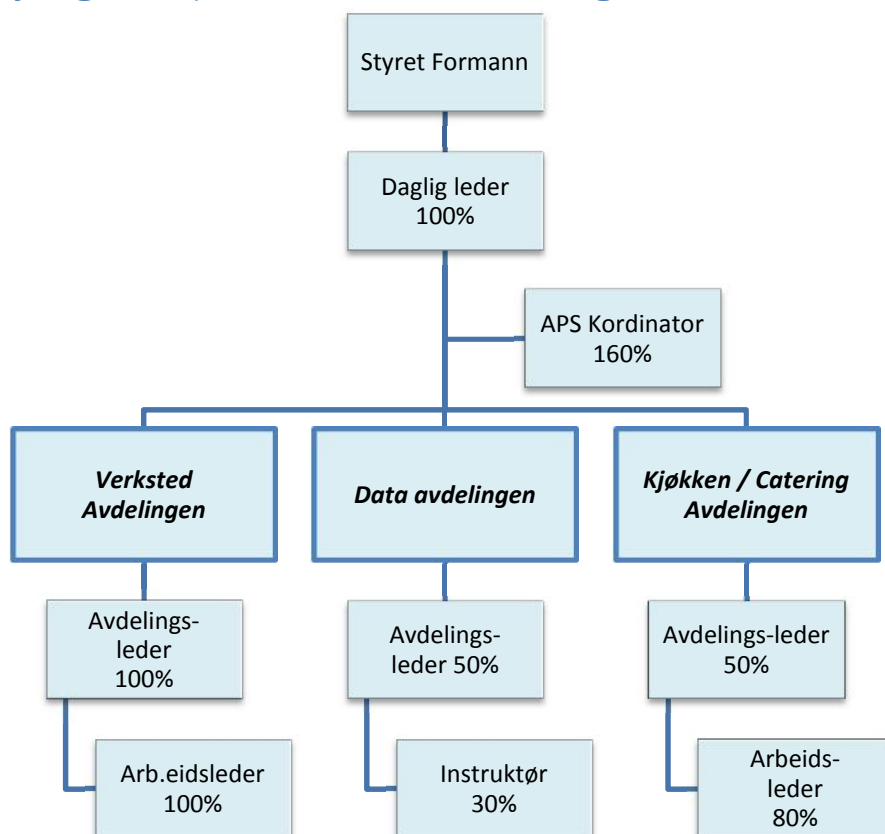 Styret Formann
Daglig leder
100%
APS Kordinator
160%
Verksted
Avdelingen
Data avdelingen
Kjøkken / Catering
Avdelingen
Avdelings-
leder
100%
Avdelings-
leder 50%
Avdelings-leder
50%
Arb.eidsleder
100%
Instruktør
30%
Arbeids-
leder
80%